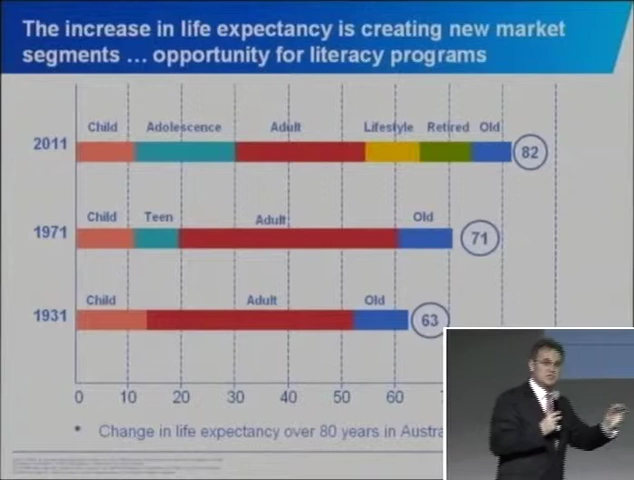 The increase in life expectancy is creating new market
segments … opportunity for literacy programs
Child Adolescence Adult Lifestyle Retired Old
2011 82
Child Teen Adult Old
1971 71
Child Adult Old
1931 63
0 10 20 30 40 50 60
• Change in life expectancy over 80 years in